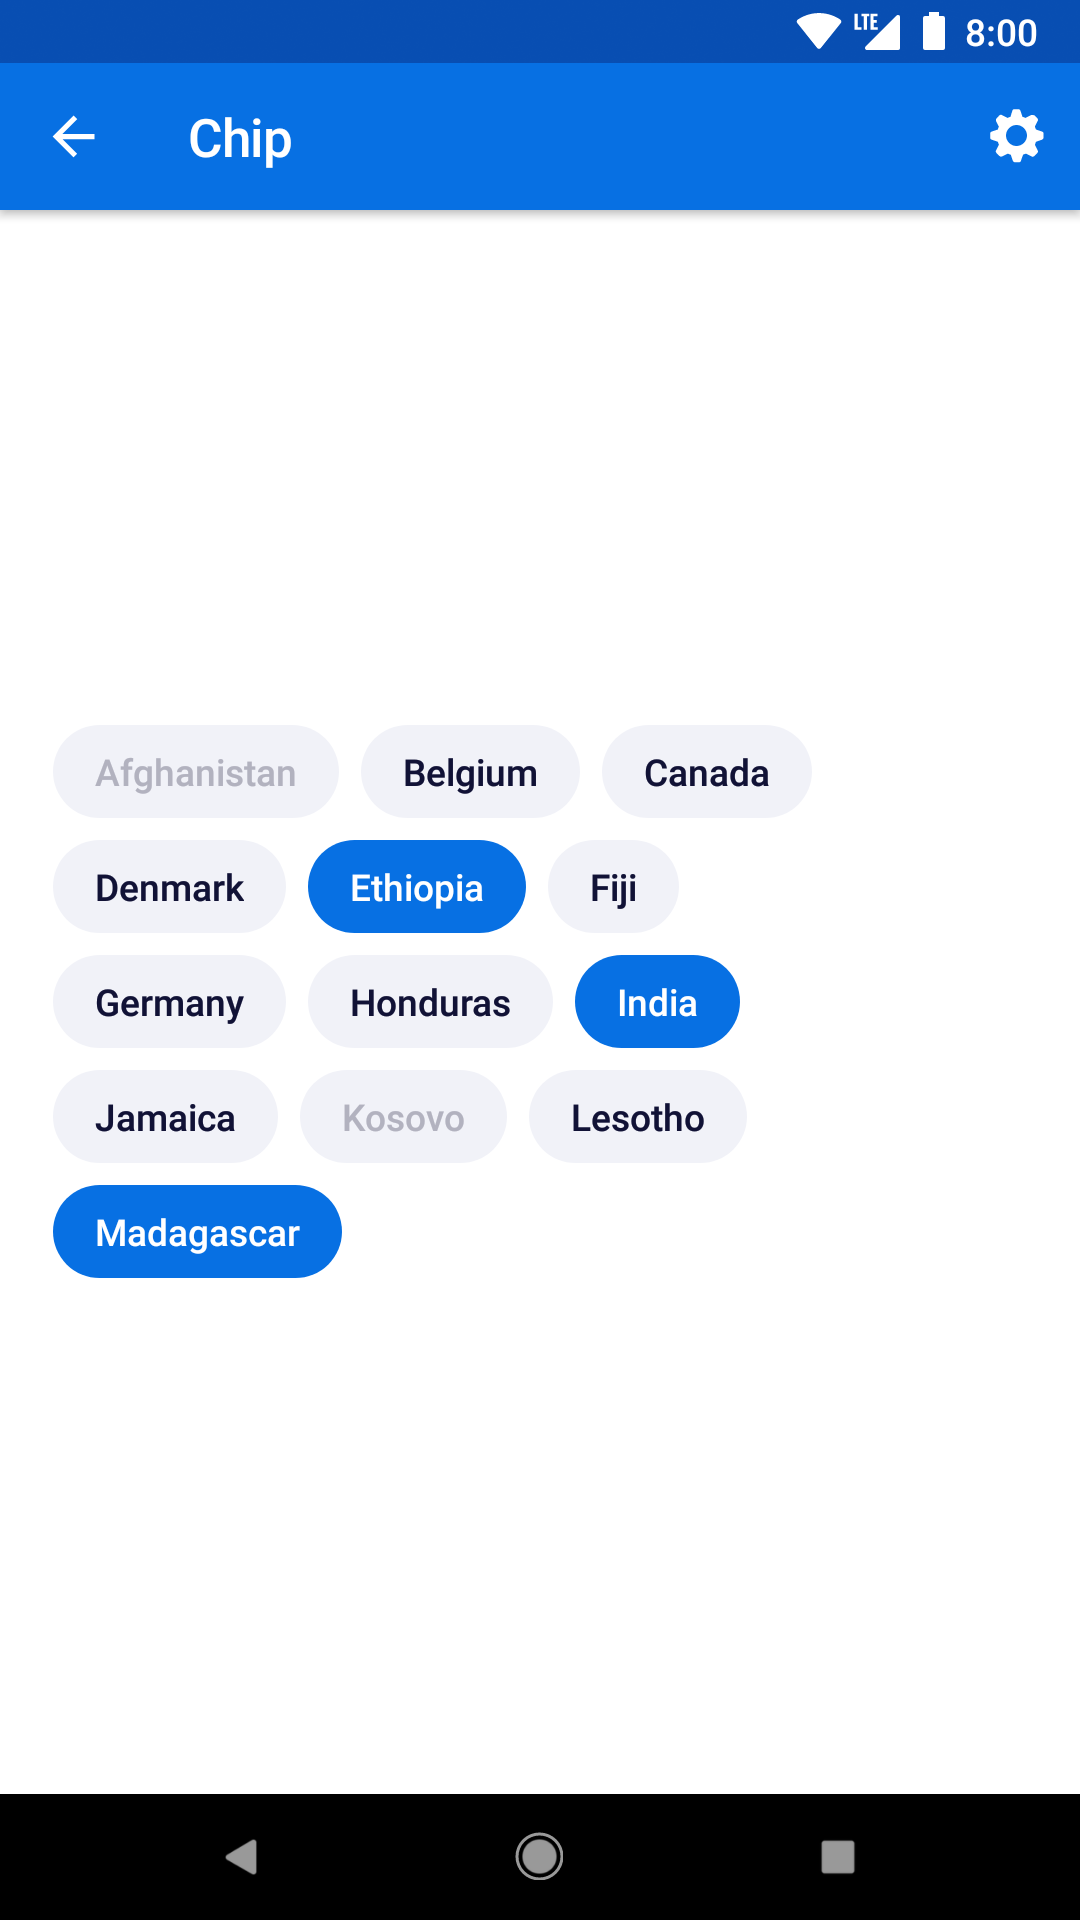 LTE 8:00
Chip
Afghanistan Belgium Canada
Denmark Ethiopia Fiji
Germany Honduras India
Jamaica Kosovo Lesotho
Madagascar